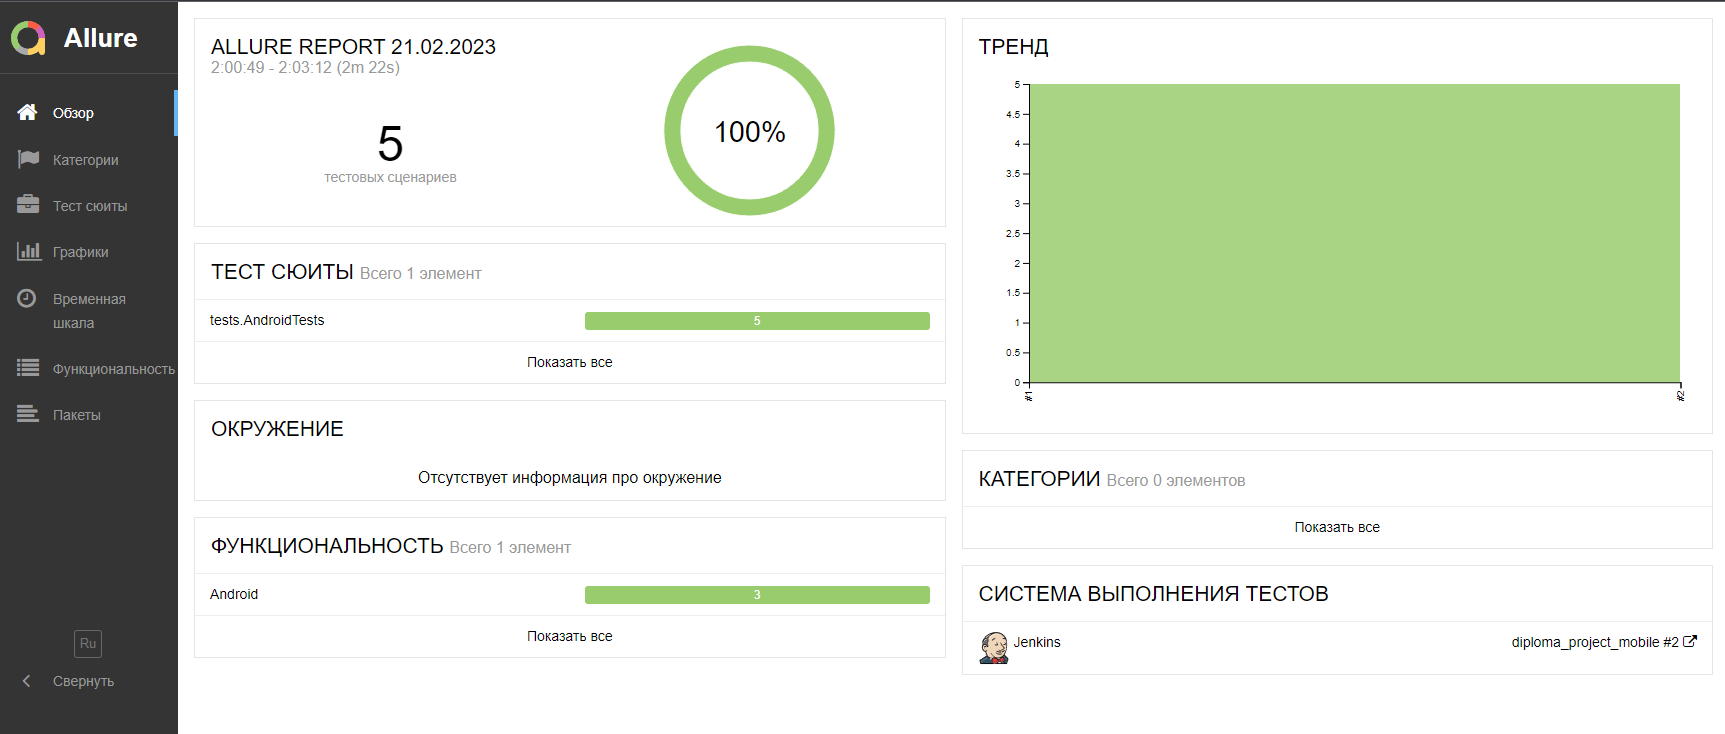 Allure
Обзор
Категории
Тест сюиты
Графики
Временная
шкала
Функциональность
Пакеты
Ru
Свернуть
ALLURE REPORT 21.02.2023
2:00:49 - 2:03:12 (2m 22s)
5
тестовых сценариев
100%
ТЕСТ СЮИТЫ Всего 1 элемент
tests.AndroidTests 5
Показать все
ОКРУЖЕНИЕ
Отсутствует информация про окружение
ФУНКЦИОНАЛЬНОСТЬ Всего 1 элемент
Android 3
Показать все
ТРЕНД
5
4.5
4
3.5
3
2.5
2
1.5
1
0.5
0
#1 #2
КАТЕГОРИИ Всего 0 элементов
Показать все
СИСТЕМА ВЫПОЛНЕНИЯ ТЕСТОВ
Jenkins diploma_project_mobile #2